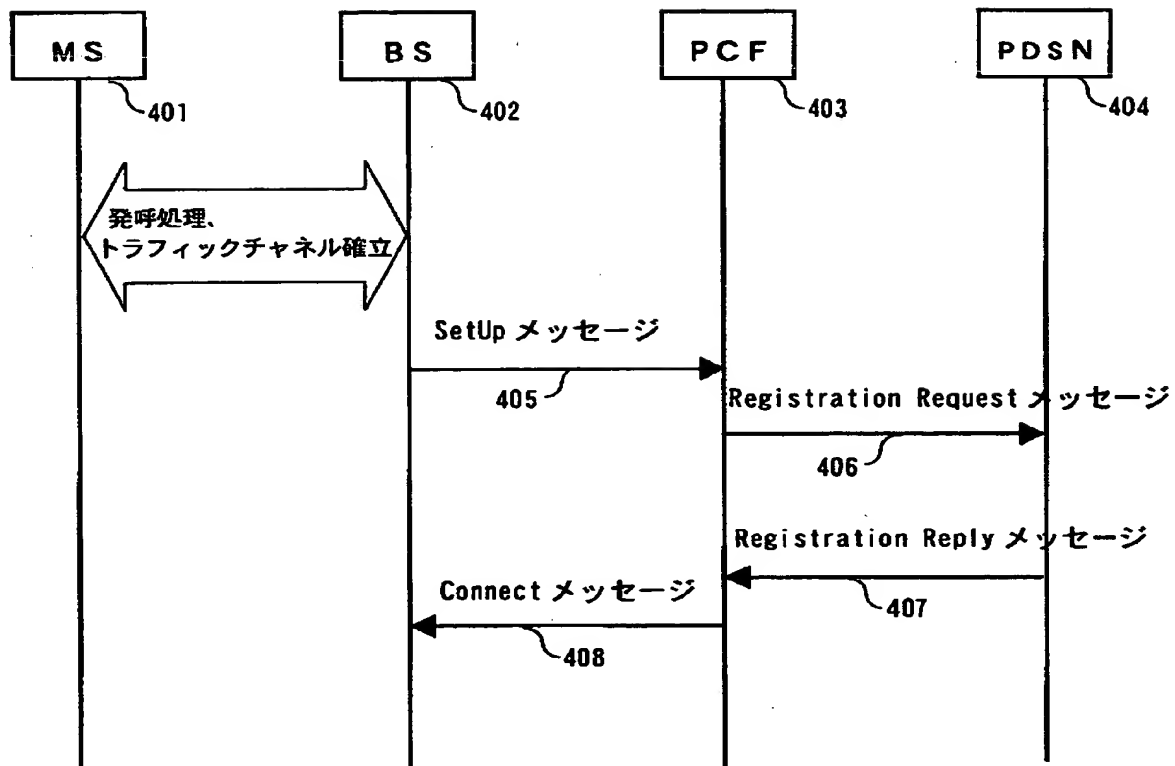 MS
BS
PCF
PDSN
401
402
403
404
発呼処理、
トラフィックチャネル確立
SetUp メッセージ
405
Registration Request メッセージ
406
Registration Reply メッセージ
407
Connect メッセージ
408